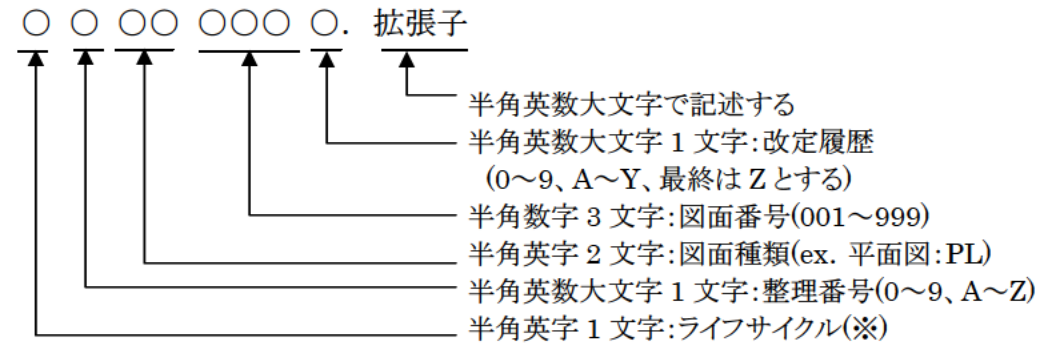 ○ ○ ○○ ○○○ ○. 拡張子
半角英数大文字で記述する
半角英数大文字1文字:改定履歴
(0～9、A～Y、最終はZとする)
半角数字3文字:図面番号(001～999)
半角英字2文字:図面種類(ex. 平面図:PL)
半角英数大文字1文字:整理番号(0～9、A～Z)
半角英字1文字:ライフサイクル(※)